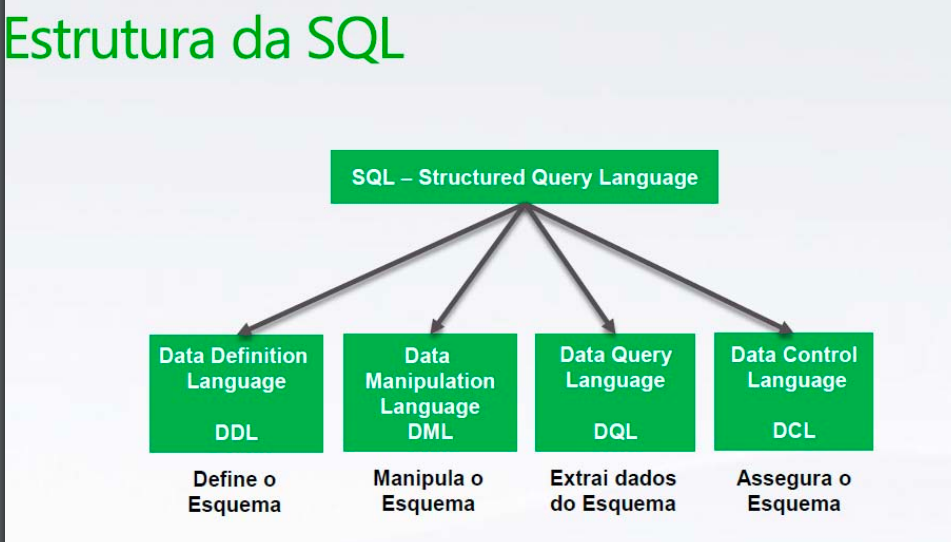 Estrutura da SQL
SQL – Structured Query Language
Data Definition
Language
DDL
Data
Manipulation
Language
DML
Data Query
Language
DQL
Data Control
Language
DCL
Define o
Esquema
Manipula o
Esquema
Extrai dados
do Esquema
Assegura o
Esquema